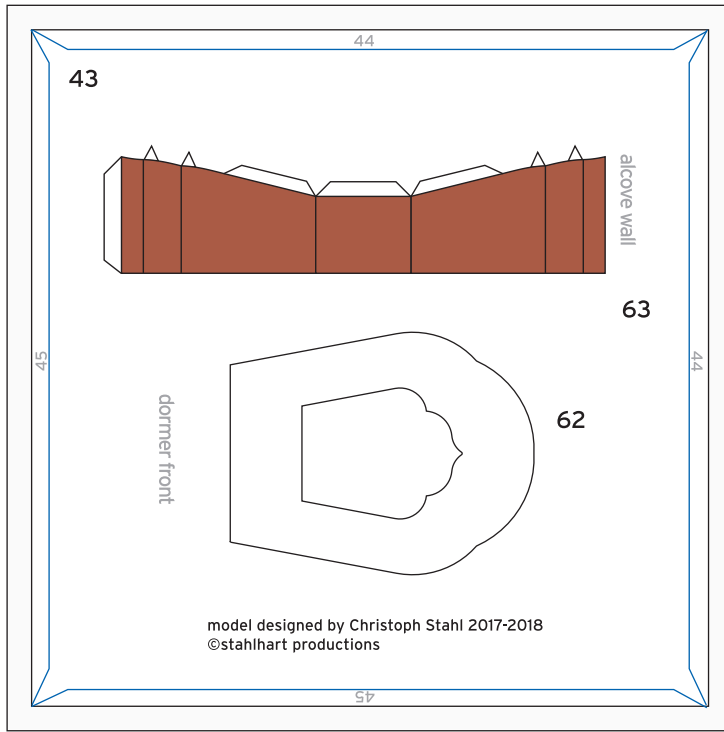 44
43
alcove wall
63
45
44
dormer front
62
model designed by Christoph Stahl 2017-2018
©stahlhart productions
45